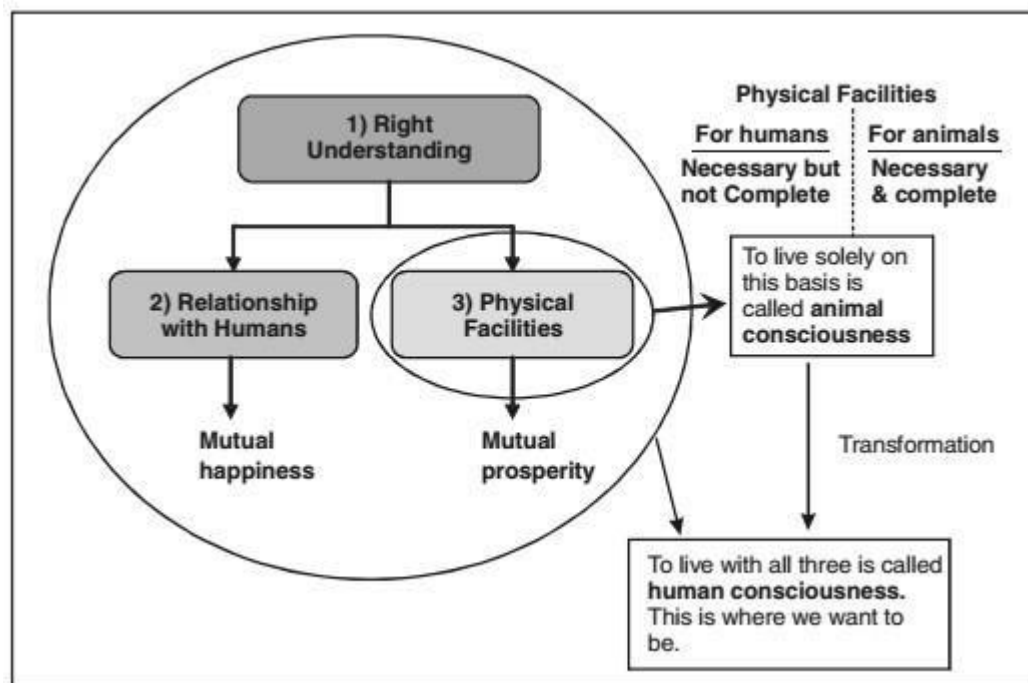 1) Right
Understanding
2) Relationship
with Humans
3) Physical
Facilities
Mutual
happiness
Mutual
prosperity
Physical Facilities
For humans
Necessary but
not Complete
For animals
Necessary
& complete
To live solely on
this basis is
called animal
consciousness
Transformation
To live with all three is called
human consciousness.
This is where we want to
be.